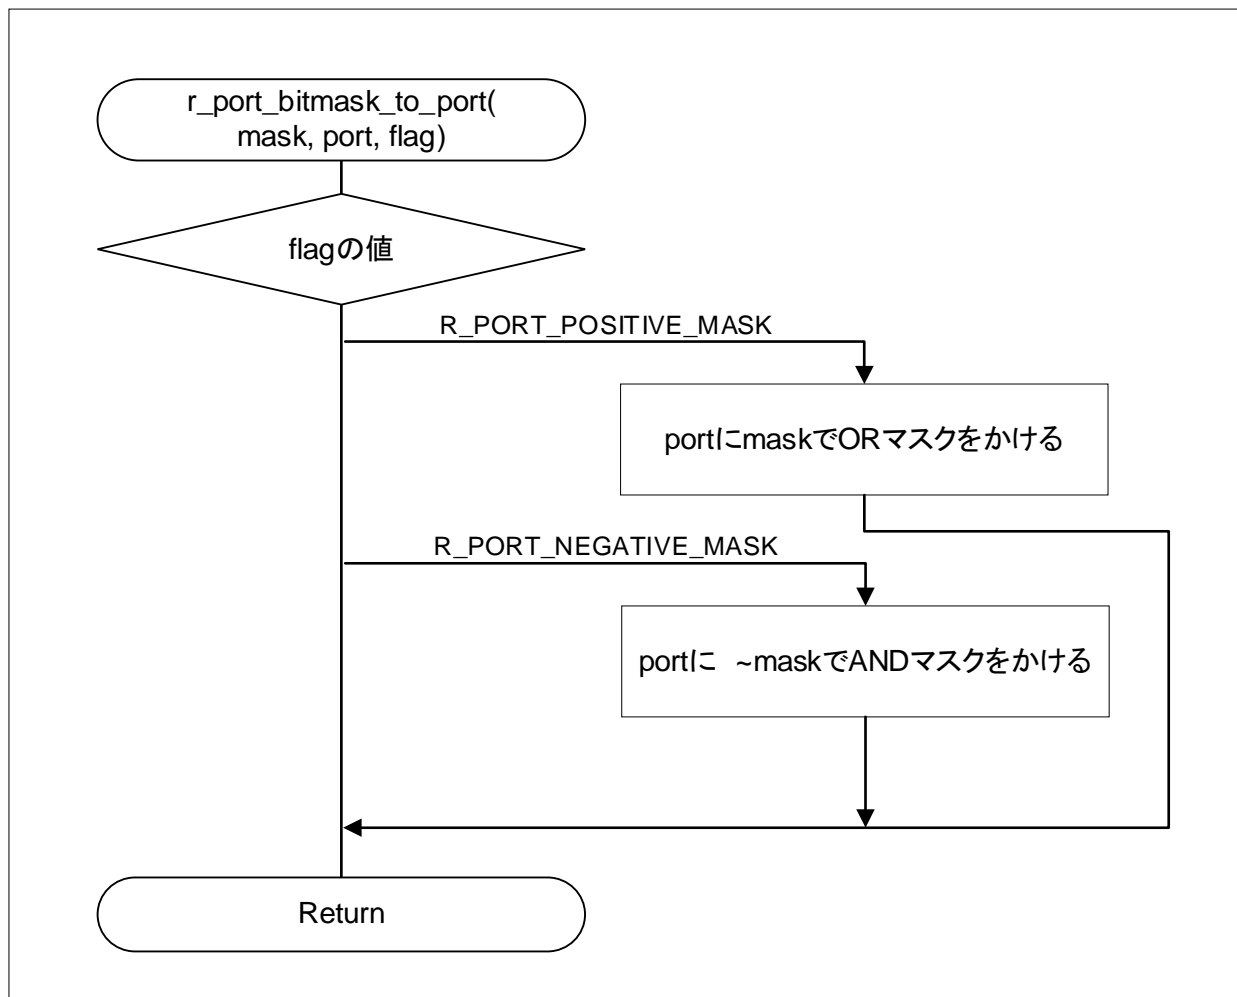 r_port_bitmask_to_port(
mask, port, flag)
flagの値
R_PORT_POSITIVE_MASK
portにmaskでORマスクをかける
R_PORT_NEGATIVE_MASK
portに ~maskでANDマスクをかける
Return